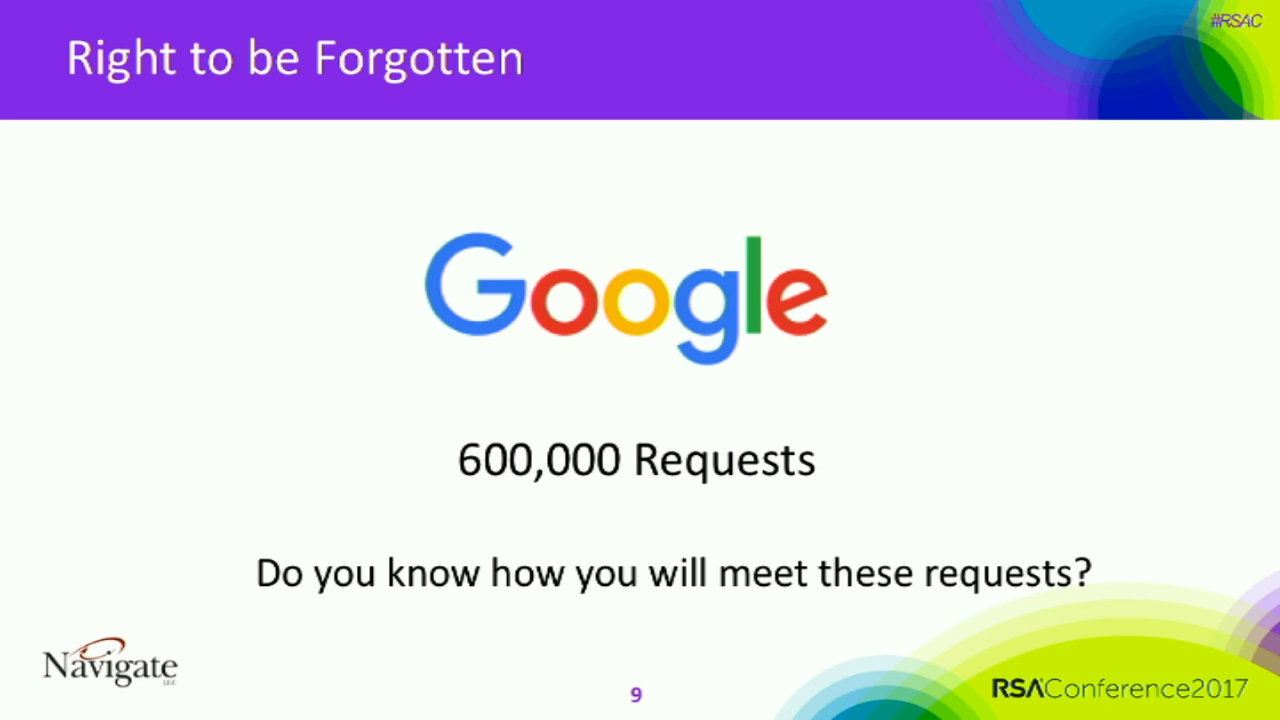 #RSAC
Right to be Forgotten
Google
600,000 Requests
Do you know how you will meet these requests?
Navigate
LLC
9
RSAConference2017